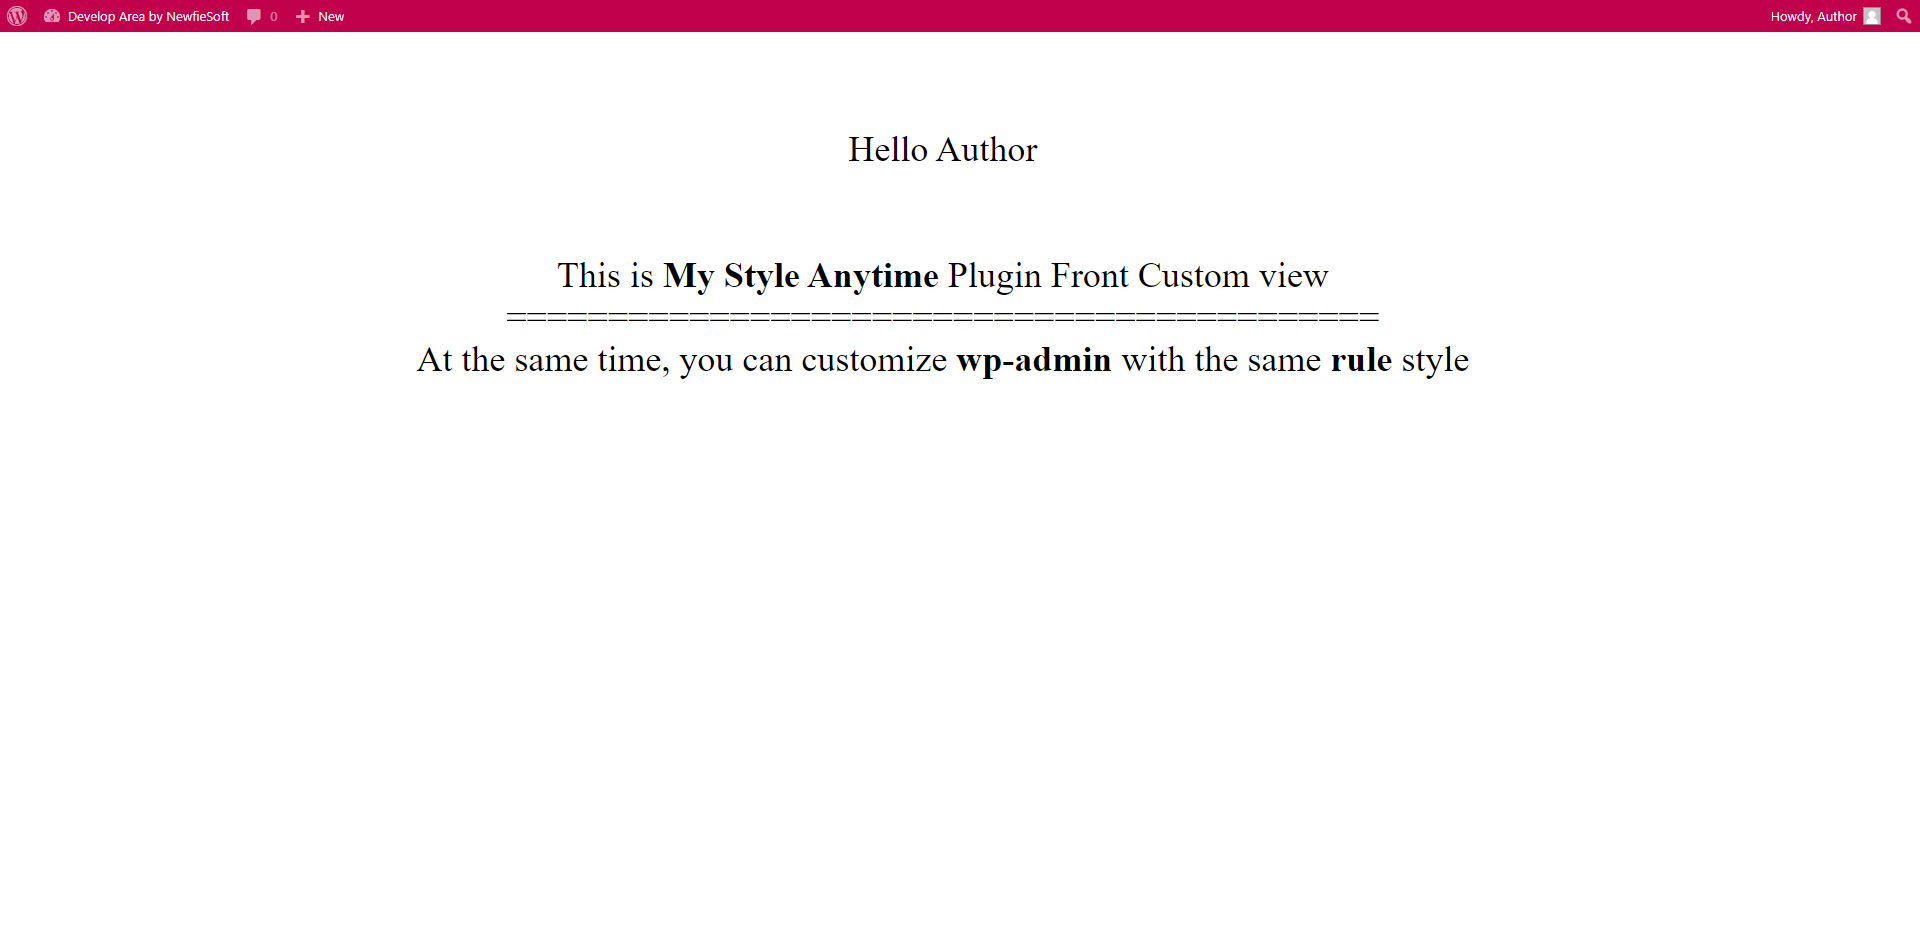 Develop Area by NewfieSoft 0 New Howdy, Author
Hello Author
This is My Style Anytime Plugin Front Custom view
===========================================
At the same time, you can customize wp-admin with the same rule style